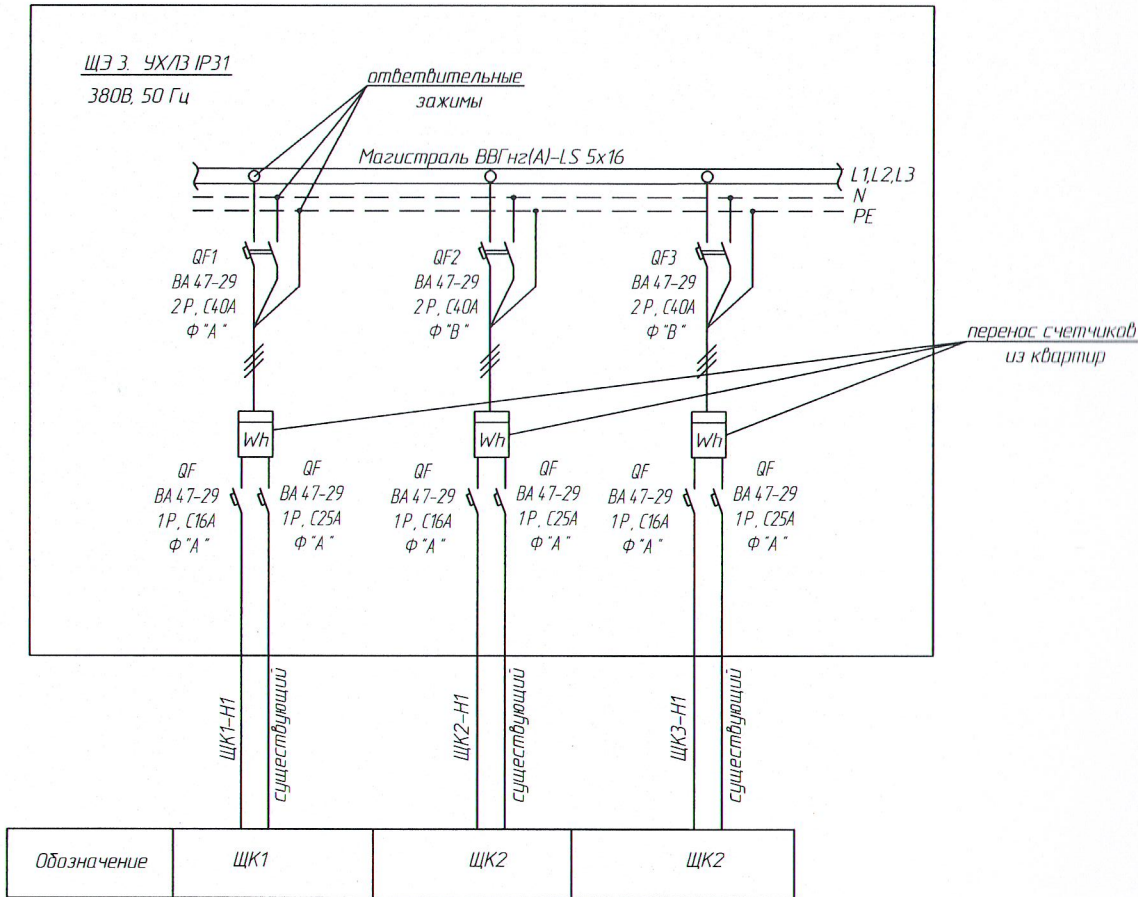 ЩЭ 3. УХЛ3 IP31
380В, 50 Гц
ответвительные
зажимы
Магистраль ВВГнг(А)-LS 5х16
L1,L2,L3
N
PE
QF1
ВА 47-29
2 Р, С40А
Ф "А"
QF2
ВА 47-29
2 Р, С40А
Ф "В"
QF3
ВА 47-29
2 Р, С40А
Ф "В"
перенос счетчиков
из квартир
Wh
Wh
Wh
QF
ВА 47-29
1 Р, С16А
Ф "А"
QF
ВА 47-29
1 Р, С25А
Ф "А"
QF
ВА 47-29
1 Р, С16А
Ф "А"
QF
ВА 47-29
1 Р, С25А
Ф "А"
QF
ВА 47-29
1 Р, С16А
Ф "А"
QF
ВА 47-29
1 Р, С25А
Ф "А"
ЩК1-Н1
существующий
ЩК2-Н1
существующий
ЩК3-Н1
существующий
Обозначение
ЩК1
ЩК2
ЩК2